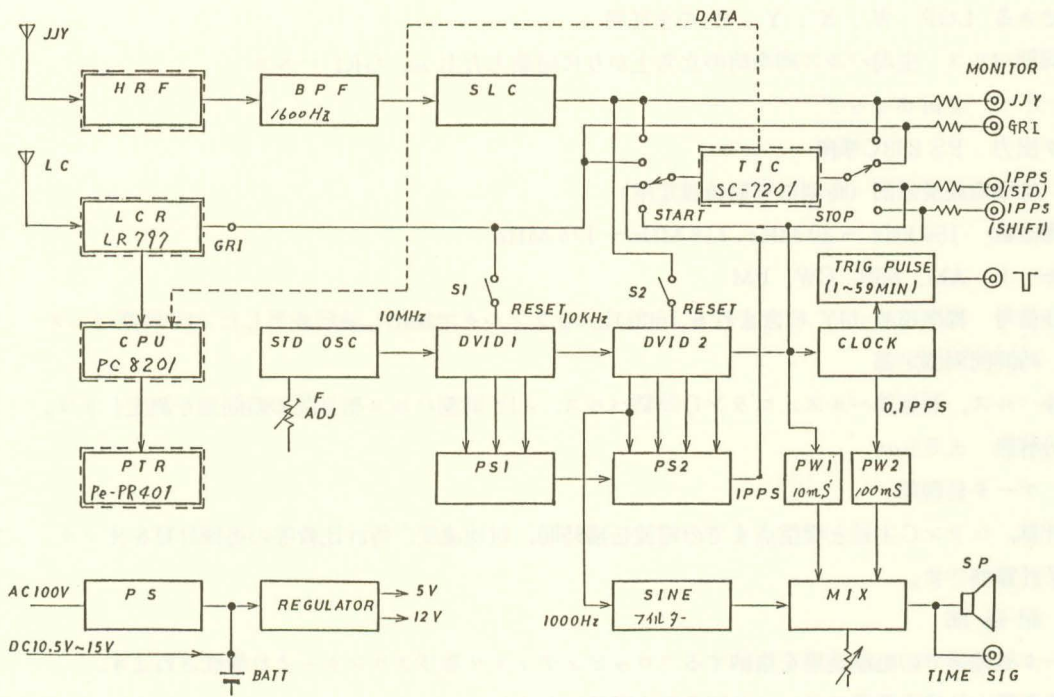 DATA
JJY
HRF
BPF
1600Hz
SLC
MONITOR
JJY
GRI
1PPS
(STD)
1PPS
(SHIFT)
LC
LCR
LR797
GRI
TIC
SC-7201
START
STOP
TRIG PULSE
(1~59MIN)
S1
RESET
S2
RESET
CPU
PC8201
10MHz
STD OSC
DVID1
10KHz
DVID2
CLOCK
F
ADJ
0.1PPS
PTR
Pe-PR401
PS1
PS2
1PPS
PW1
10mS
PW2
100mS
AC100V
PS
REGULATOR
5V
12V
1000Hz
SINE
フィルター
MIX
SP
DC10.5V~15V
BATT
TIME SIG